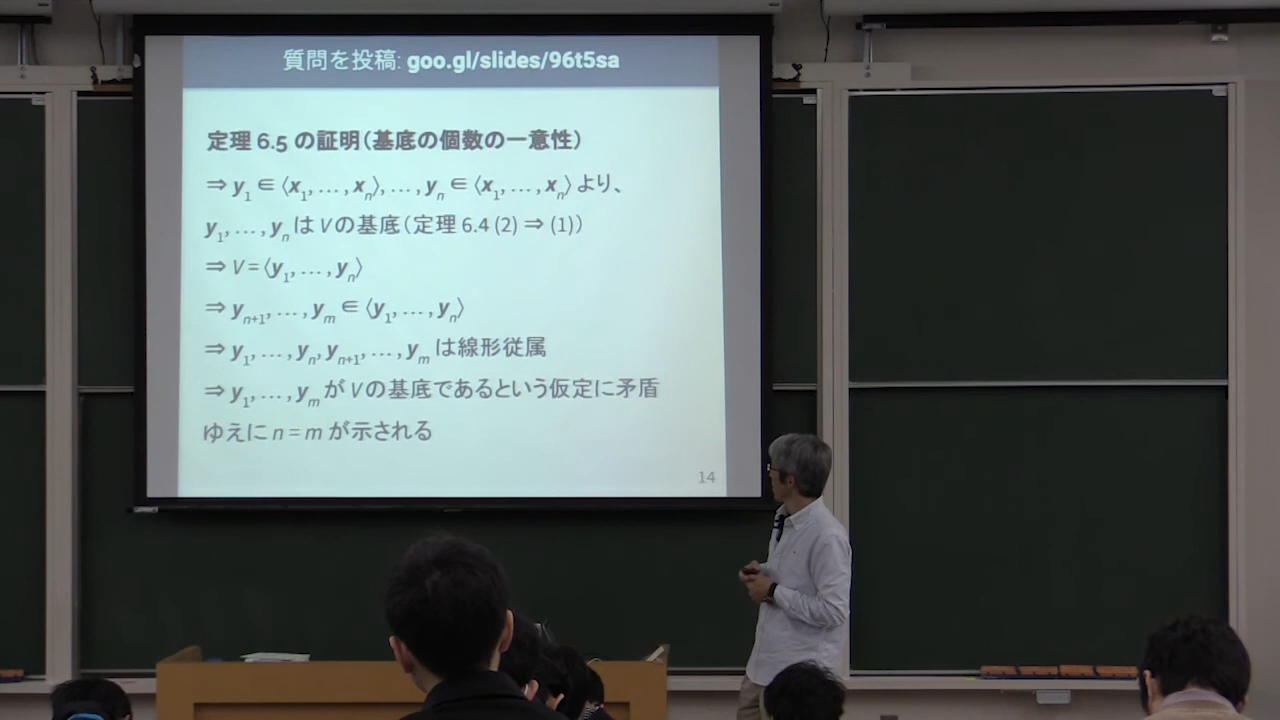 質問を投稿: goo.gl/slides/96t5sa
定理 6.5 の証明（基底の個数の一意性）
⇒ y₁ ∈ ⟨x₁, … , xₙ⟩, … , yₙ ∈ ⟨x₁, … , xₙ⟩ より、
y₁, … , yₙ は V の基底（定理 6.4 (2) ⇒ (1)）
⇒ V = ⟨y₁, … , yₙ⟩
⇒ yₙ₊₁, … , yₘ ∈ ⟨y₁, … , yₙ⟩
⇒ y₁, … , yₙ, yₙ₊₁, … , yₘ は線形従属
⇒ y₁, … , yₘ が V の基底であるという仮定に矛盾
ゆえに n = m が示される
14